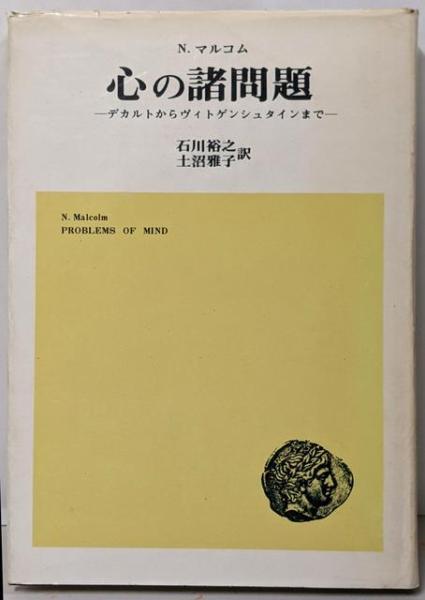 N. マルコム
心の諸問題
―デカルトからヴィトゲンシュタインまで―
石川裕之
土沼雅子 訳
N. Malcolm
PROBLEMS OF MIND